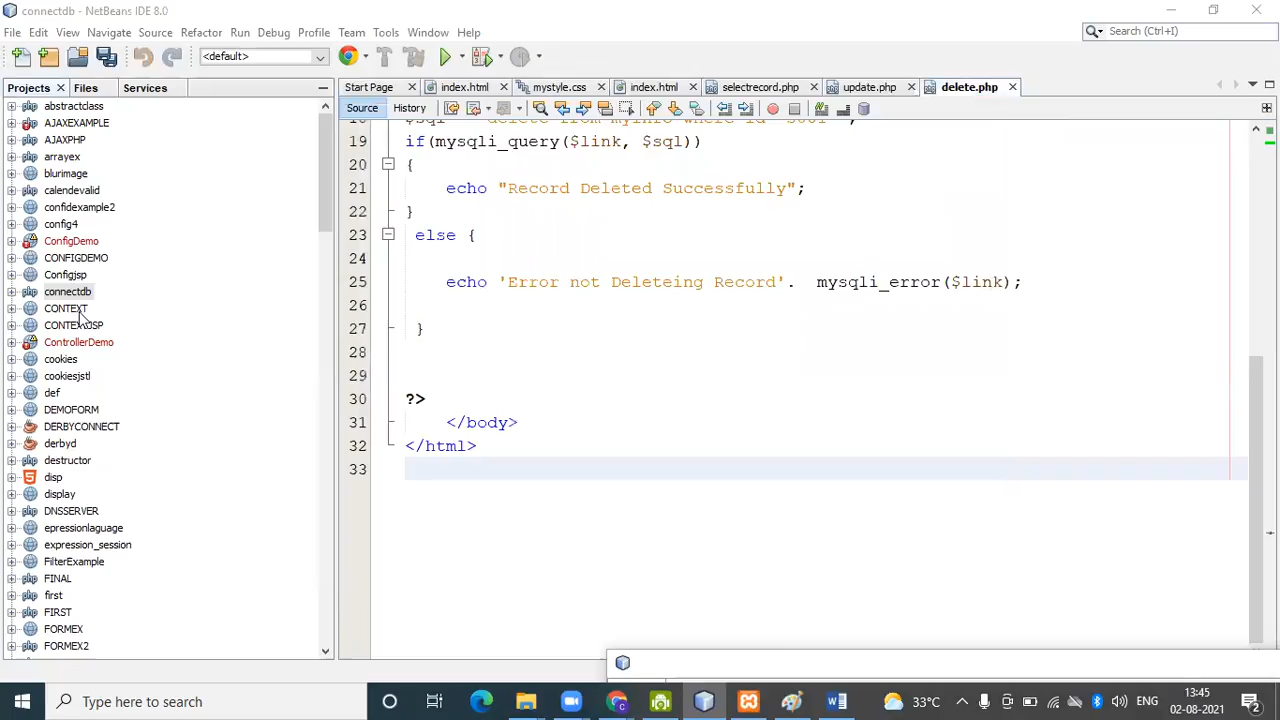 connectdb - NetBeans IDE 8.0
File Edit View Navigate Source Refactor Run Debug Profile Team Tools Window Help
Search (Ctrl+I)
<default>
Projects Files Services
Start Page index.html mystyle.css index.html selectrecord.php update.php delete.php
Source History
abstractclass
AJAXEXAMPLE
AJAXPHP
arrayex
blurimage
calendevalid
confidexample2
config4
ConfigDemo
CONFIGDEMO
Configjsp
connectdb
CONTEXT
CONTEXTJSP
ControllerDemo
cookies
cookiesjstl
def
DEMOFORM
DERBYCONNECT
derbyd
destructor
disp
display
DNSSERVER
epressionlaguage
expression_session
FilterExample
FINAL
first
FIRST
FORMEX
FORMEX2
19 if(mysqli_query($link, $sql))
20 {
21 echo "Record Deleted Successfully";
22 }
23 else {
24
25 echo 'Error not Deleteing Record'. mysqli_error($link);
26
27 }
28
29
30 ?>
31 </body>
32 </html>
33
Type here to search
33°C
ENG
13:45
02-08-2021
2